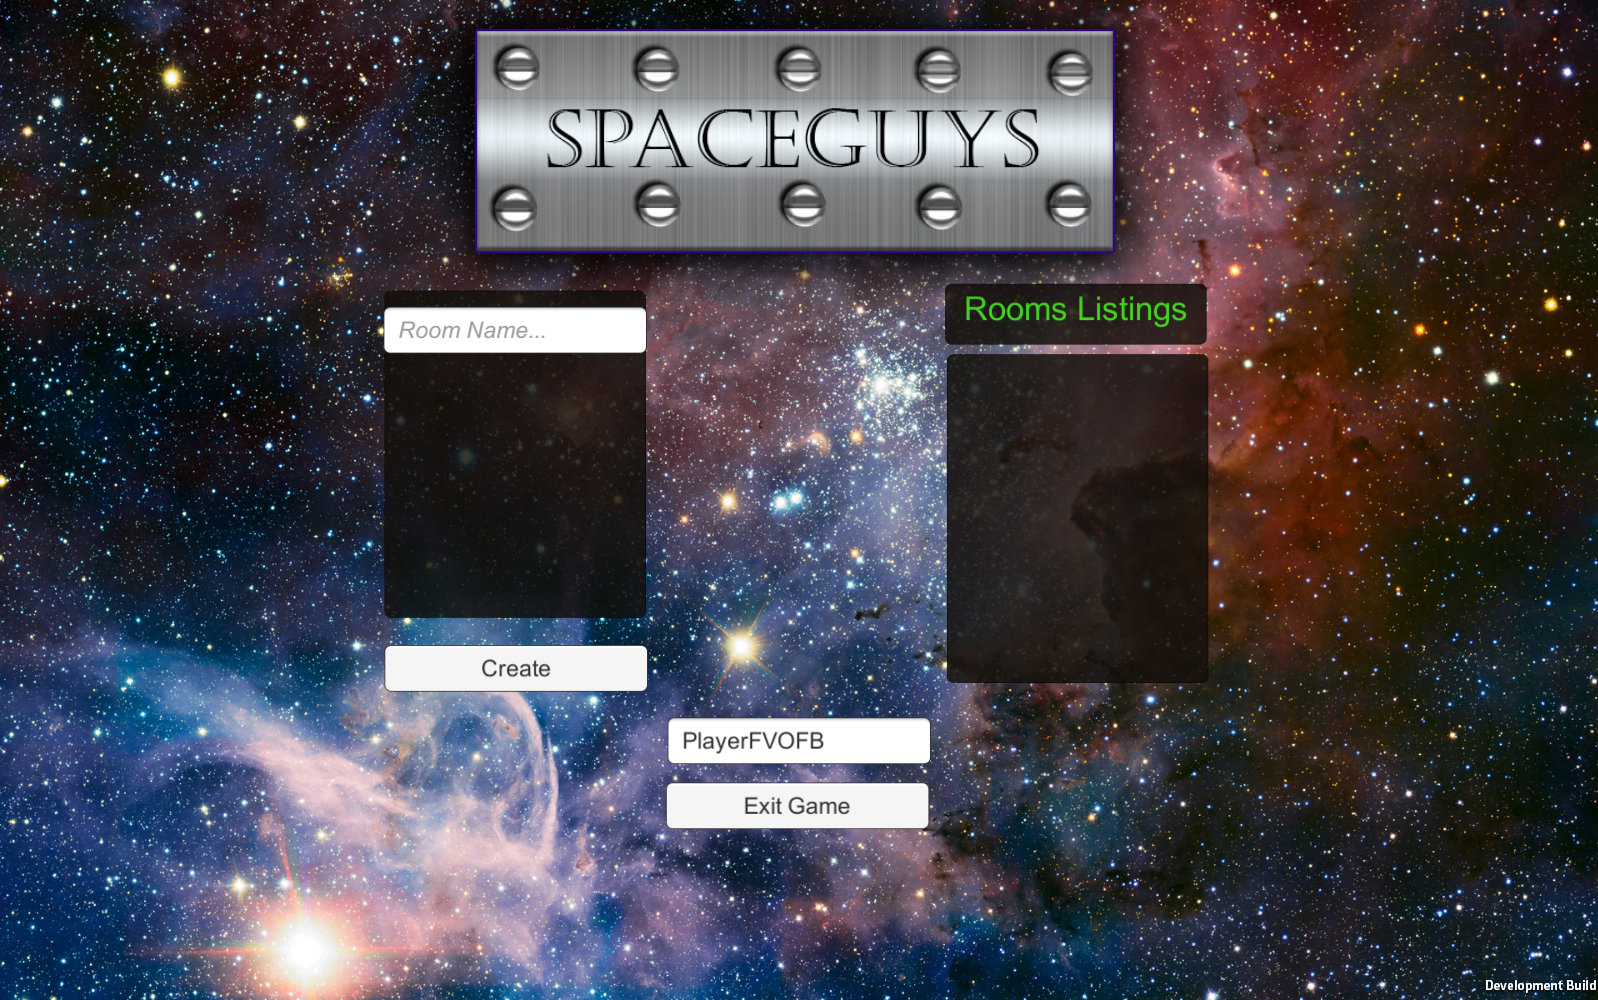 SPACEGUYS
Room Name...
Rooms Listings
Create
PlayerFVOFB
Exit Game
Development Build